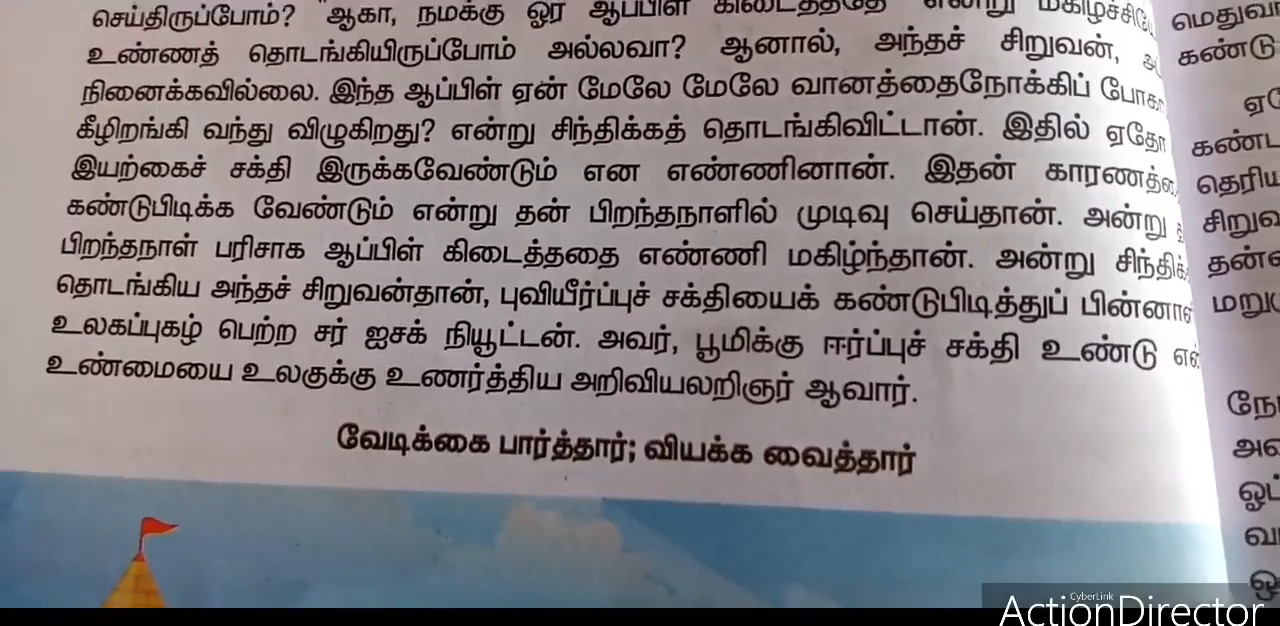 செய்திருப்போம்? "ஆகா, நமக்கு ஓர் ஆப்பிள் கிடைத்ததே" என்று
உண்ணத் தொடங்கியிருப்போம் அல்லவா? ஆனால், அந்தச் சிறுவன்,
நினைக்கவில்லை. இந்த ஆப்பிள் ஏன் மேலே மேலே வானத்தைநோக்கிப்
கீழிறங்கி வந்து விழுகிறது? என்று சிந்திக்கத் தொடங்கிவிட்டான். இதில் ஏதோ
இயற்கைச் சக்தி இருக்கவேண்டும் என எண்ணினான். இதன்
கண்டுபிடிக்க வேண்டும் என்று தன் பிறந்தநாளில் முடிவு செய்தான். அன்று
பிறந்தநாள் பரிசாக ஆப்பிள் கிடைத்ததை எண்ணி மகிழ்ந்தான். அன்று
தொடங்கிய அந்தச் சிறுவன்தான், புவியீர்ப்புச் சக்தியைக் கண்டுபிடித்துப்
உலகப்புகழ் பெற்ற சர் ஐசக் நியூட்டன். அவர், பூமிக்கு ஈர்ப்புச் சக்தி உண்டு
உண்மையை உலகுக்கு உணர்த்திய அறிவியலறிஞர் ஆவார்.
வேடிக்கை பார்த்தார்; வியக்க வைத்தார்
கண்டு
CyberLink
ActionDirector